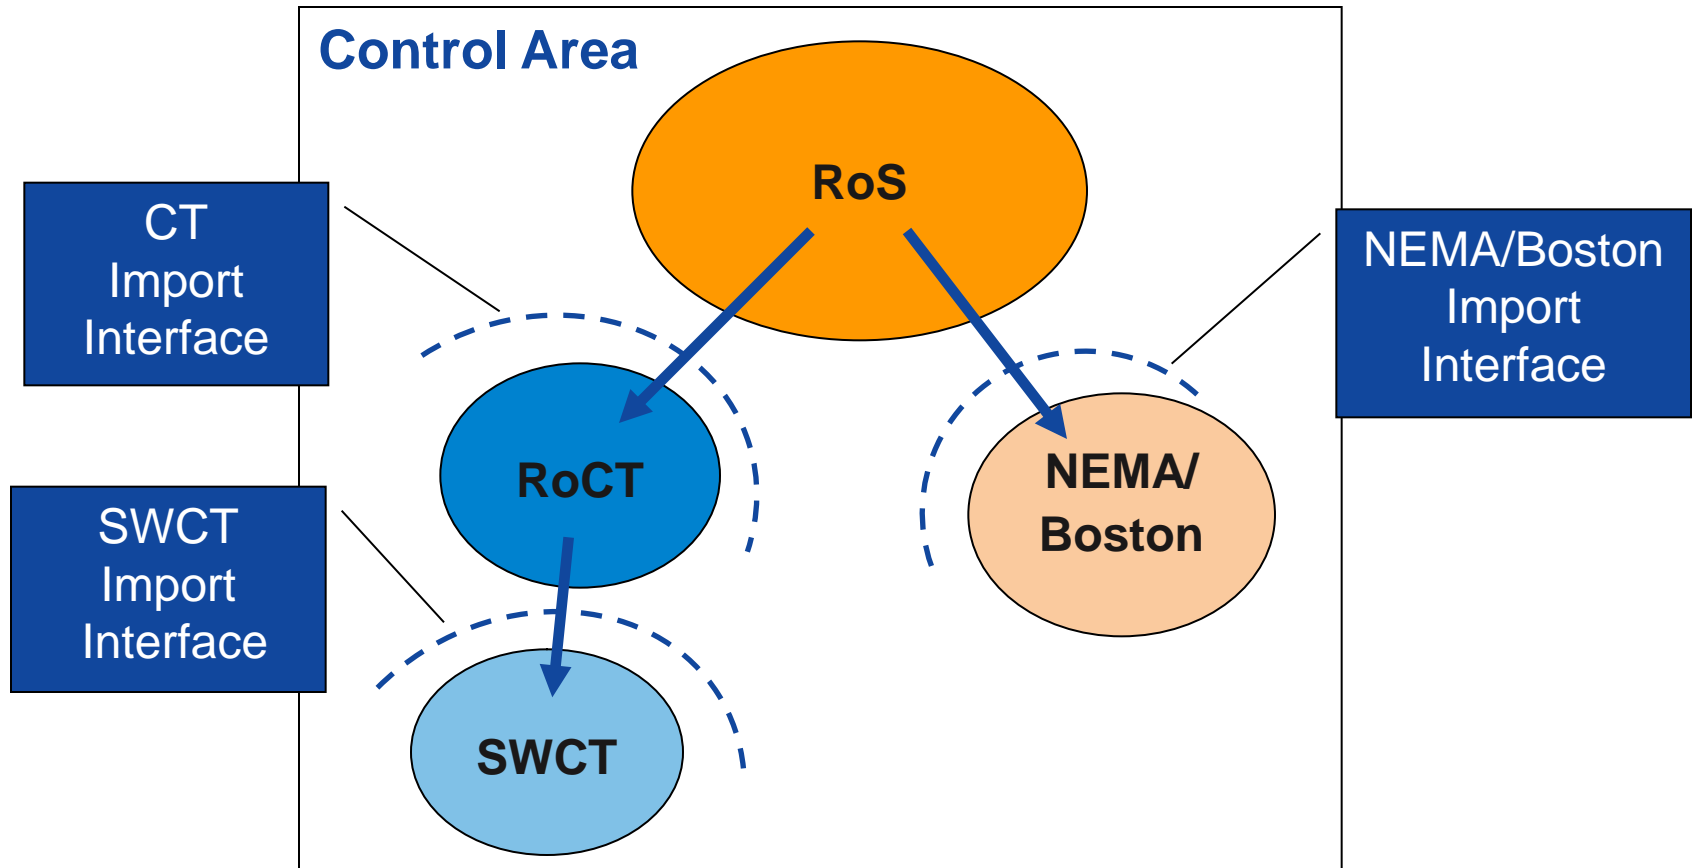 Control Area
RoS
CT
Import
Interface
NEMA/Boston
Import
Interface
RoCT
NEMA/
Boston
SWCT
Import
Interface
SWCT